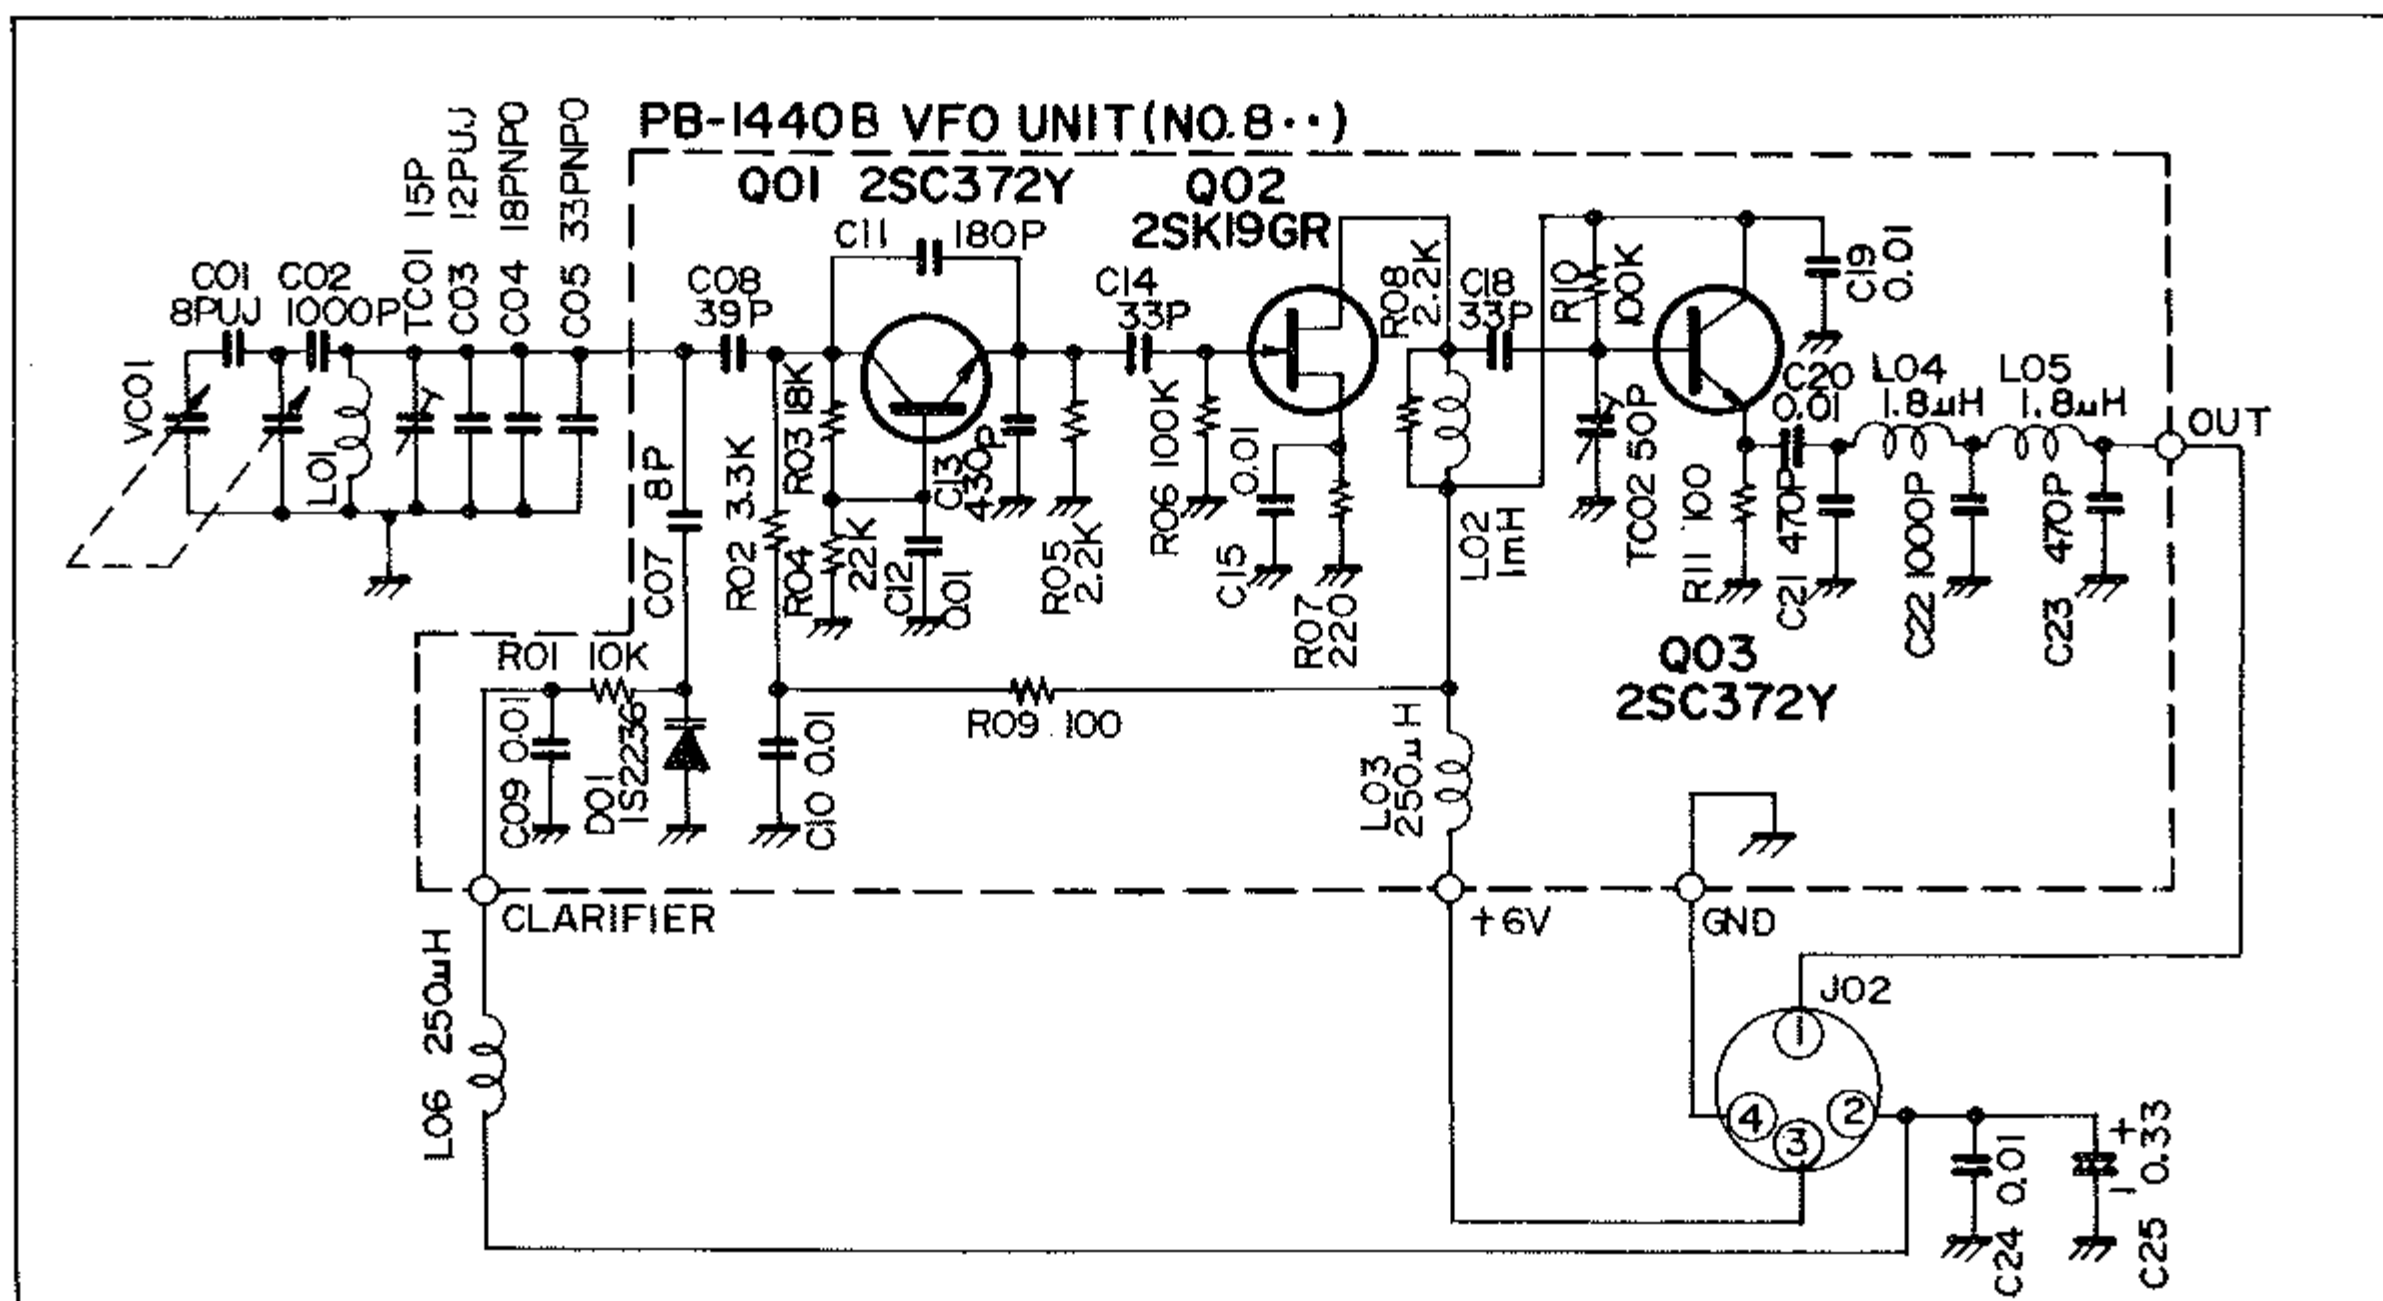 PB-1440B VFO UNIT(NO.8··)
Q01 2SC372Y
Q02
2SK19GR
C11 180P
C01
8PUJ
C02
1000P
TC01 15P
C03 12PUJ
C04 18PNPO
C05 33PNPO
VC01
L01
C08
39P
C07 8P
R02 3.3K
R03 18K
R04
22K
C12
0.01
C13
430P
R05
2.2K
C14
33P
R06 100K
C15 0.01
R07
220
R08
2.2K
C18
33P
L02
1mH
R10
100K
TC02 50P
C19
0.01
C20
0.01
R11 100
L04
1.8μH
L05
1.8μH
C21 470P
C22 1000P
C23 470P
OUT
Q03
2SC372Y
R01 10K
C09 0.01
D01
1S2236
C10 0.01
R09 100
L03
250μH
CLARIFIER
+6V
GND
L06 250μH
J02
1
4
2
3
C24 0.01
+
-
C25 0.33